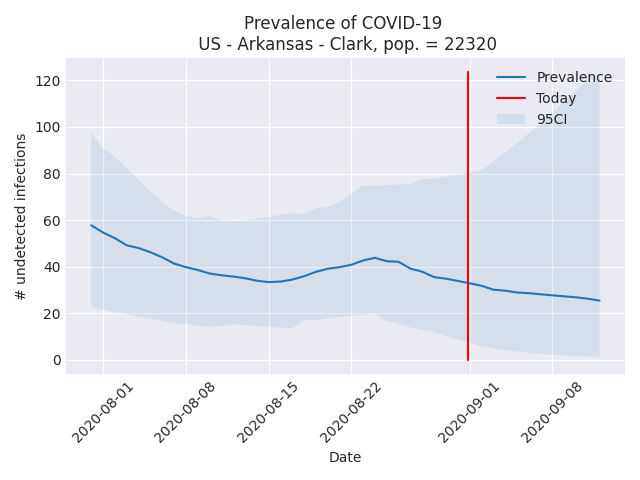 Prevalence of COVID-19
US - Arkansas - Clark, pop. = 22320
Prevalence
Today
95CI
120
100
80
60
40
20
0
# undetected infections
2020-08-01
2020-08-08
2020-08-15
2020-08-22
2020-09-01
2020-09-08
Date